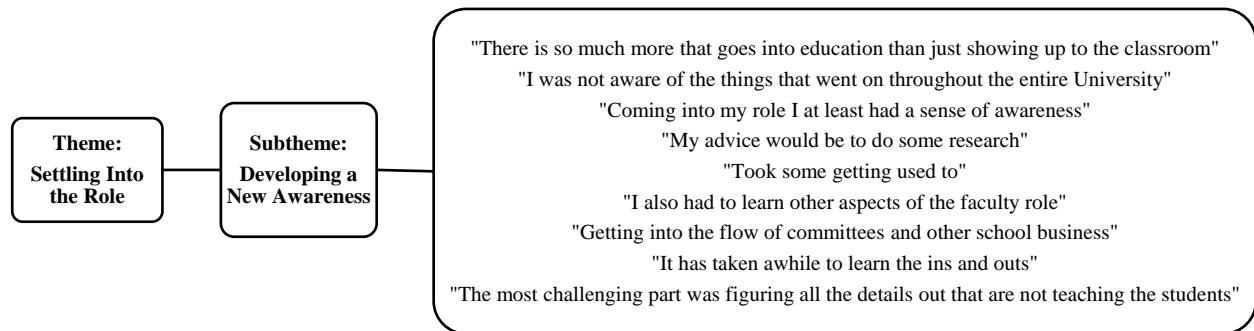 Theme:
Settling Into
the Role
Subtheme:
Developing a
New Awareness
"There is so much more that goes into education than just showing up to the classroom"
"I was not aware of the things that went on throughout the entire University"
"Coming into my role I at least had a sense of awareness"
"My advice would be to do some research"
"Took some getting used to"
"I also had to learn other aspects of the faculty role"
"Getting into the flow of committees and other school business"
"It has taken awhile to learn the ins and outs"
"The most challenging part was figuring all the details out that are not teaching the students"